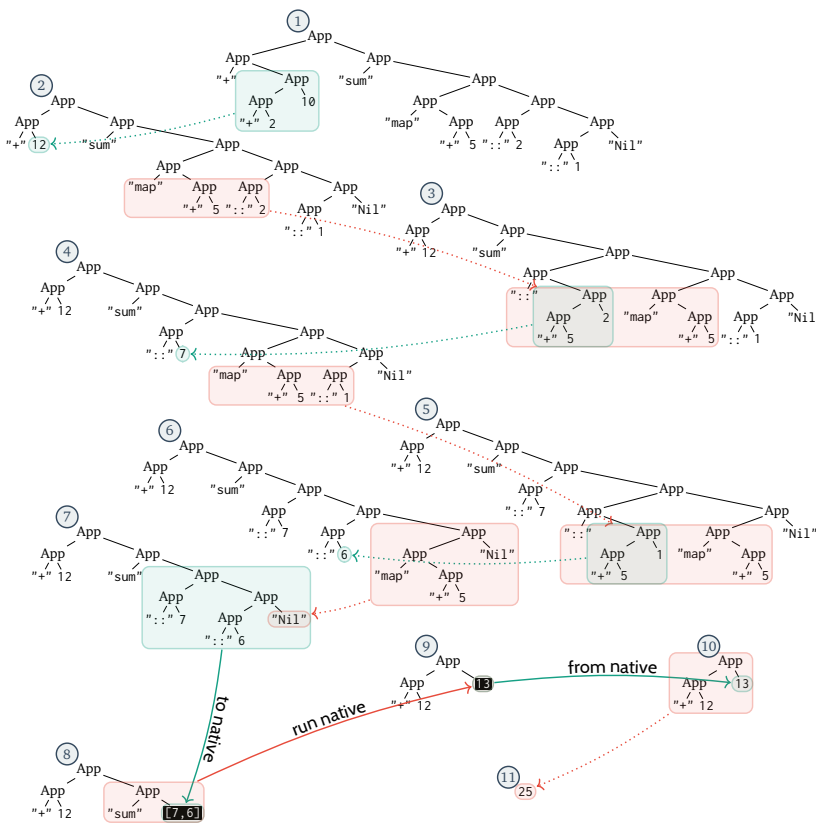 1
App
App App
"+" App "sum" App
App 10 App App
"+" 2 "map" App "::" 2 App
"+" 5 "::" 1 "Nil"
2
App
App App
"+" 12 "sum" App
App App
"map" App App App
"+" 5 "::" 2 App "Nil"
"::" 1
3
App
App App
"+" 12 "sum" App
App App
"::" App App App
App 2 "map" App App "Nil
"+" 5 "+" 5 "::" 1
4
App
App App
"+" 12 "sum" App
App App
"::" 7 App App
"map" App App "Nil"
"+" 5 "::" 1
5
App
App App
"+" 12 "sum" App
App App
"::" 7 App App
"::" App App "Nil"
App 1 "map" App
"+" 5 "+" 5
6
App
App App
"+" 12 "sum" App
App App
"::" 7 App App
"::" 6 App "Nil"
"map" App
"+" 5
7
App
App App
"+" 12 "sum" App
App App
"::" 7 App "Nil"
"::" 6
to native
8
App
App App
"+" 12 "sum" [7,6]
run native
9
App
App 13
"+" 12
from native
10
App
App 13
"+" 12
11
25